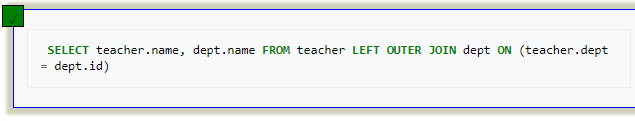 SELECT teacher.name, dept.name FROM teacher LEFT OUTER JOIN dept ON (teacher.dept
= dept.id)